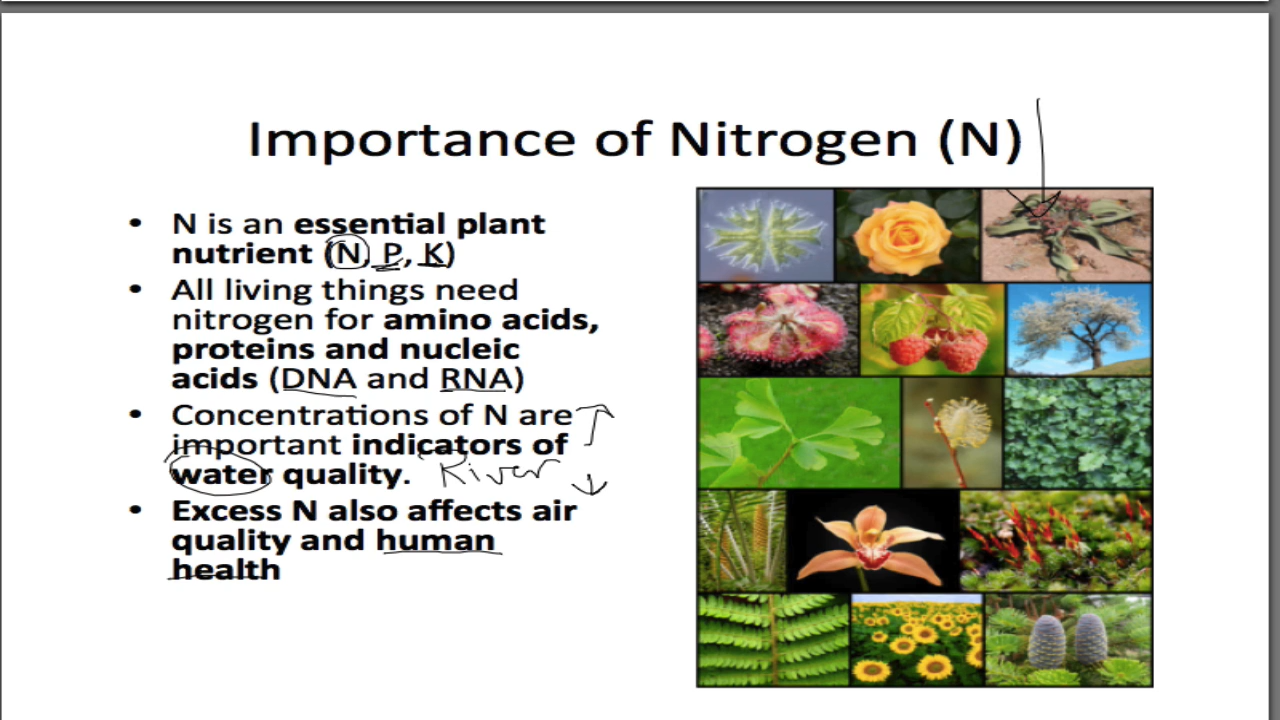 Importance of Nitrogen (N)
• N is an essential plant
nutrient (N, P, K)
• All living things need
nitrogen for amino acids,
proteins and nucleic
acids (DNA and RNA)
• Concentrations of N are
important indicators of
water quality. River
• Excess N also affects air
quality and human
health